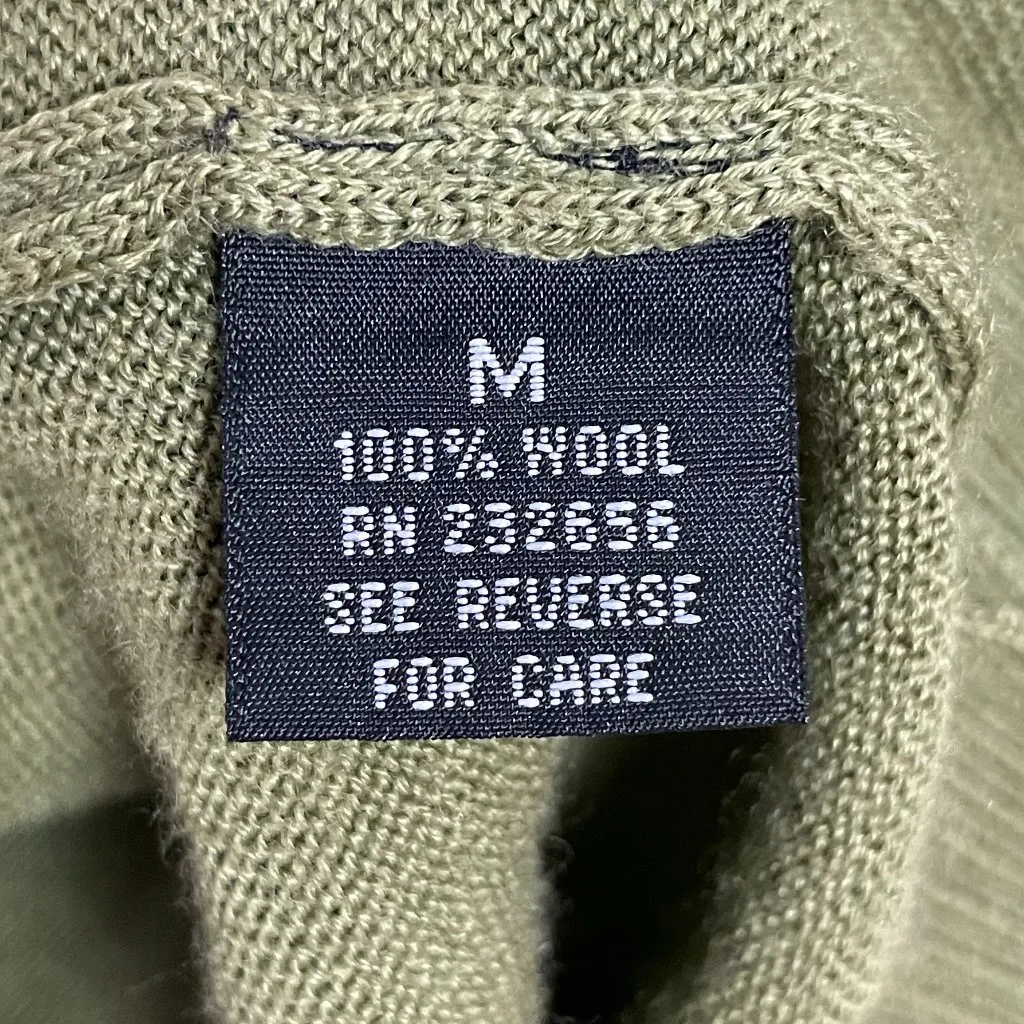 M
100% WOOL
RN 232656
SEE REVERSE
FOR CARE